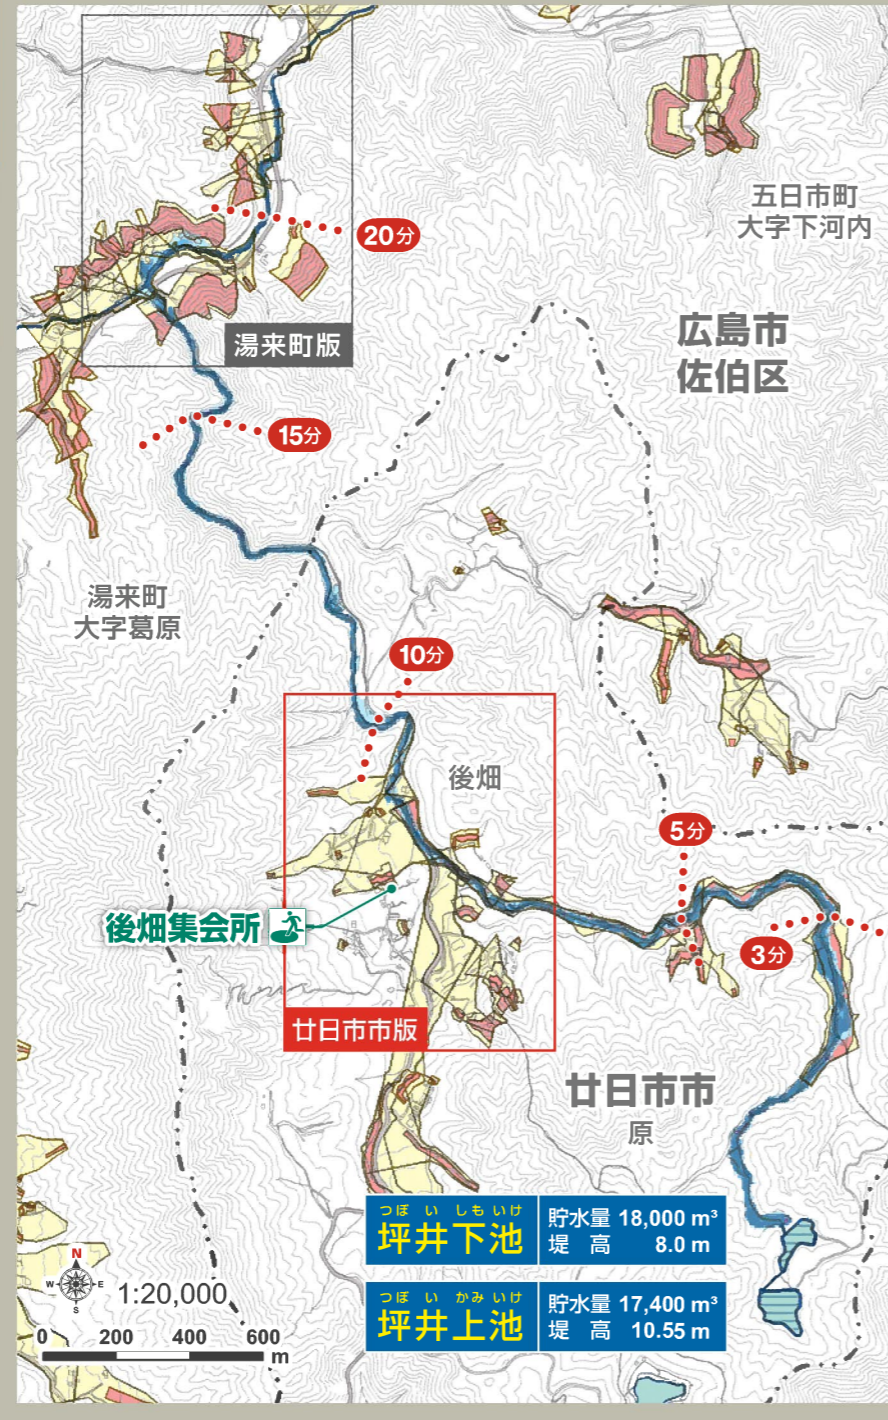 五日市町
大字下河内
20分
広島市
佐伯区
湯来町版
15分
湯来町
大字葛原
10分
後畑
5分
後畑集会所
3分
廿日市市版
廿日市市
原
つぼいしもいけ
坪井下池
貯水量 18,000 m³
堤高 8.0 m
つぼいかみいけ
坪井上池
貯水量 17,400 m³
堤高 10.55 m
N
W
E
S
1:20,000
0 200 400 600
m